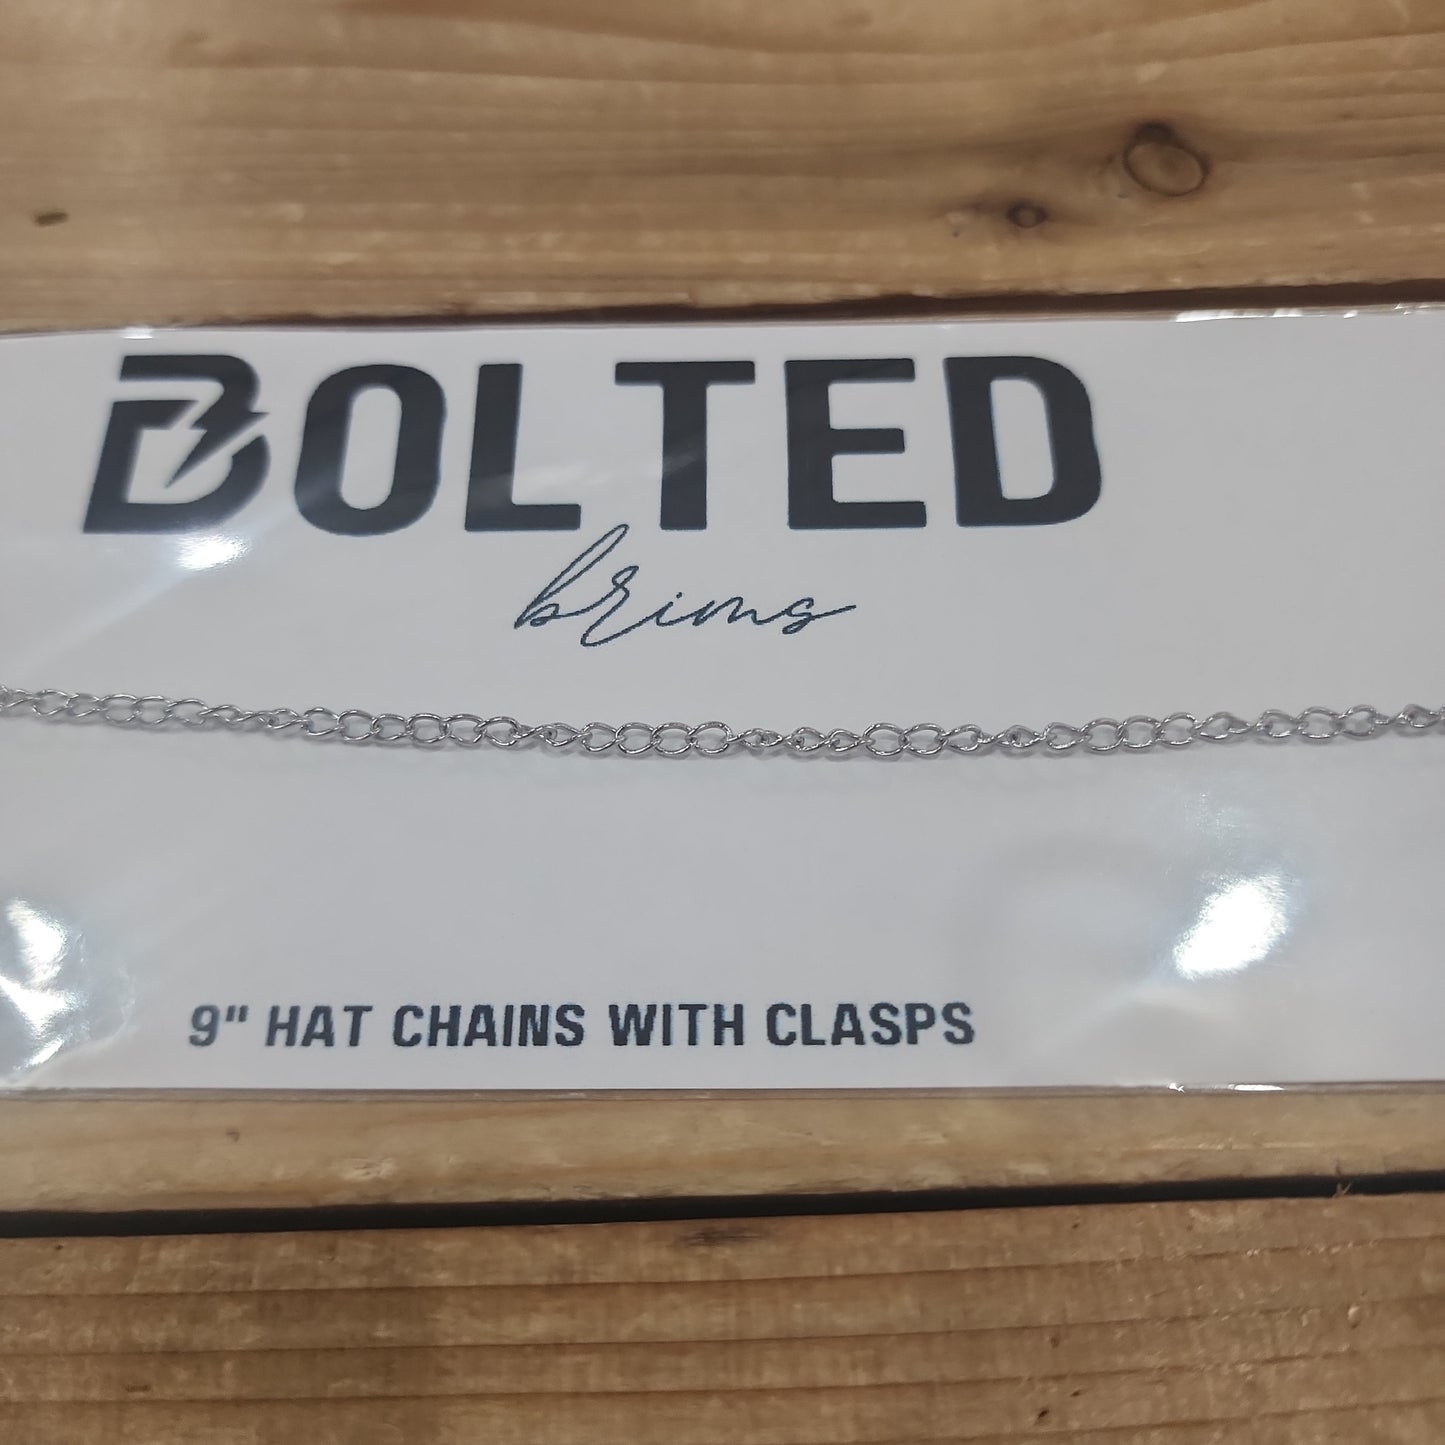 BOLTED
brims
9" HAT CHAINS WITH CLASPS